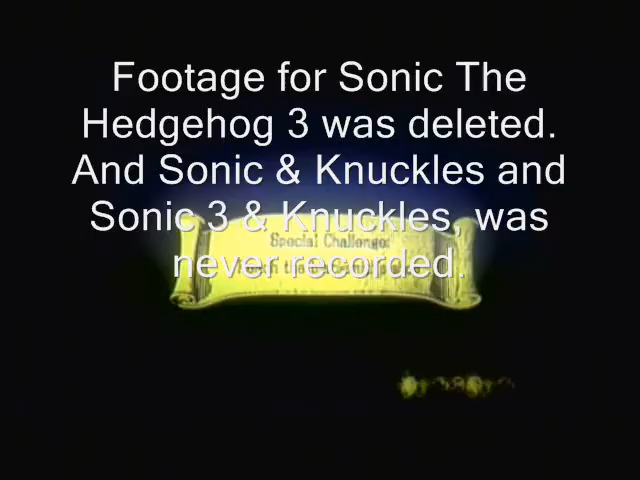 Footage for Sonic The
Hedgehog 3 was deleted.
And Sonic & Knuckles and
Sonic 3 & Knuckles, was
never recorded.
Special Challenge: